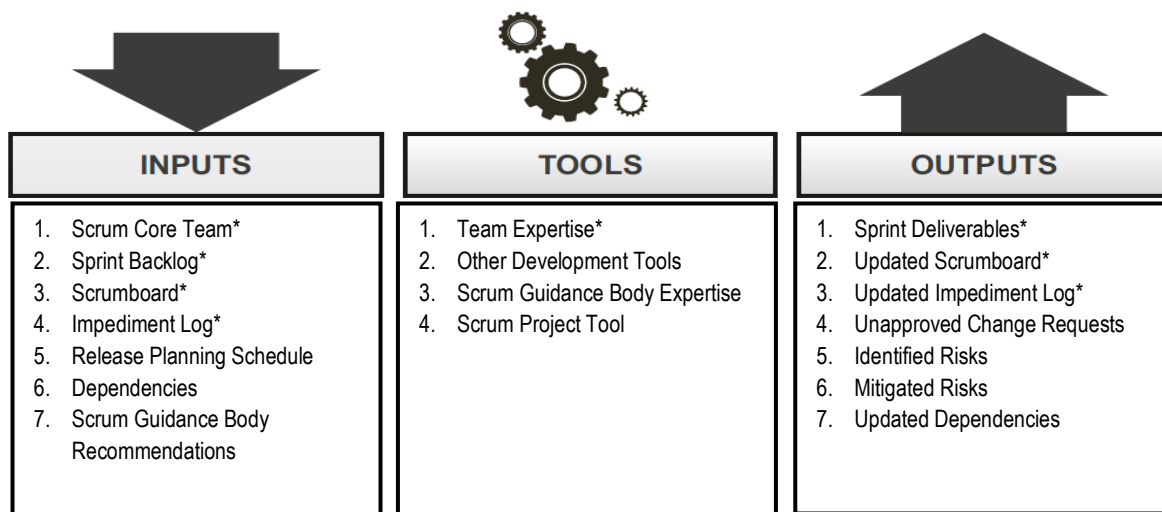 INPUTS
1. Scrum Core Team*
2. Sprint Backlog*
3. Scrumboard*
4. Impediment Log*
5. Release Planning Schedule
6. Dependencies
7. Scrum Guidance Body
Recommendations
TOOLS
1. Team Expertise*
2. Other Development Tools
3. Scrum Guidance Body Expertise
4. Scrum Project Tool
OUTPUTS
1. Sprint Deliverables*
2. Updated Scrumboard*
3. Updated Impediment Log*
4. Unapproved Change Requests
5. Identified Risks
6. Mitigated Risks
7. Updated Dependencies